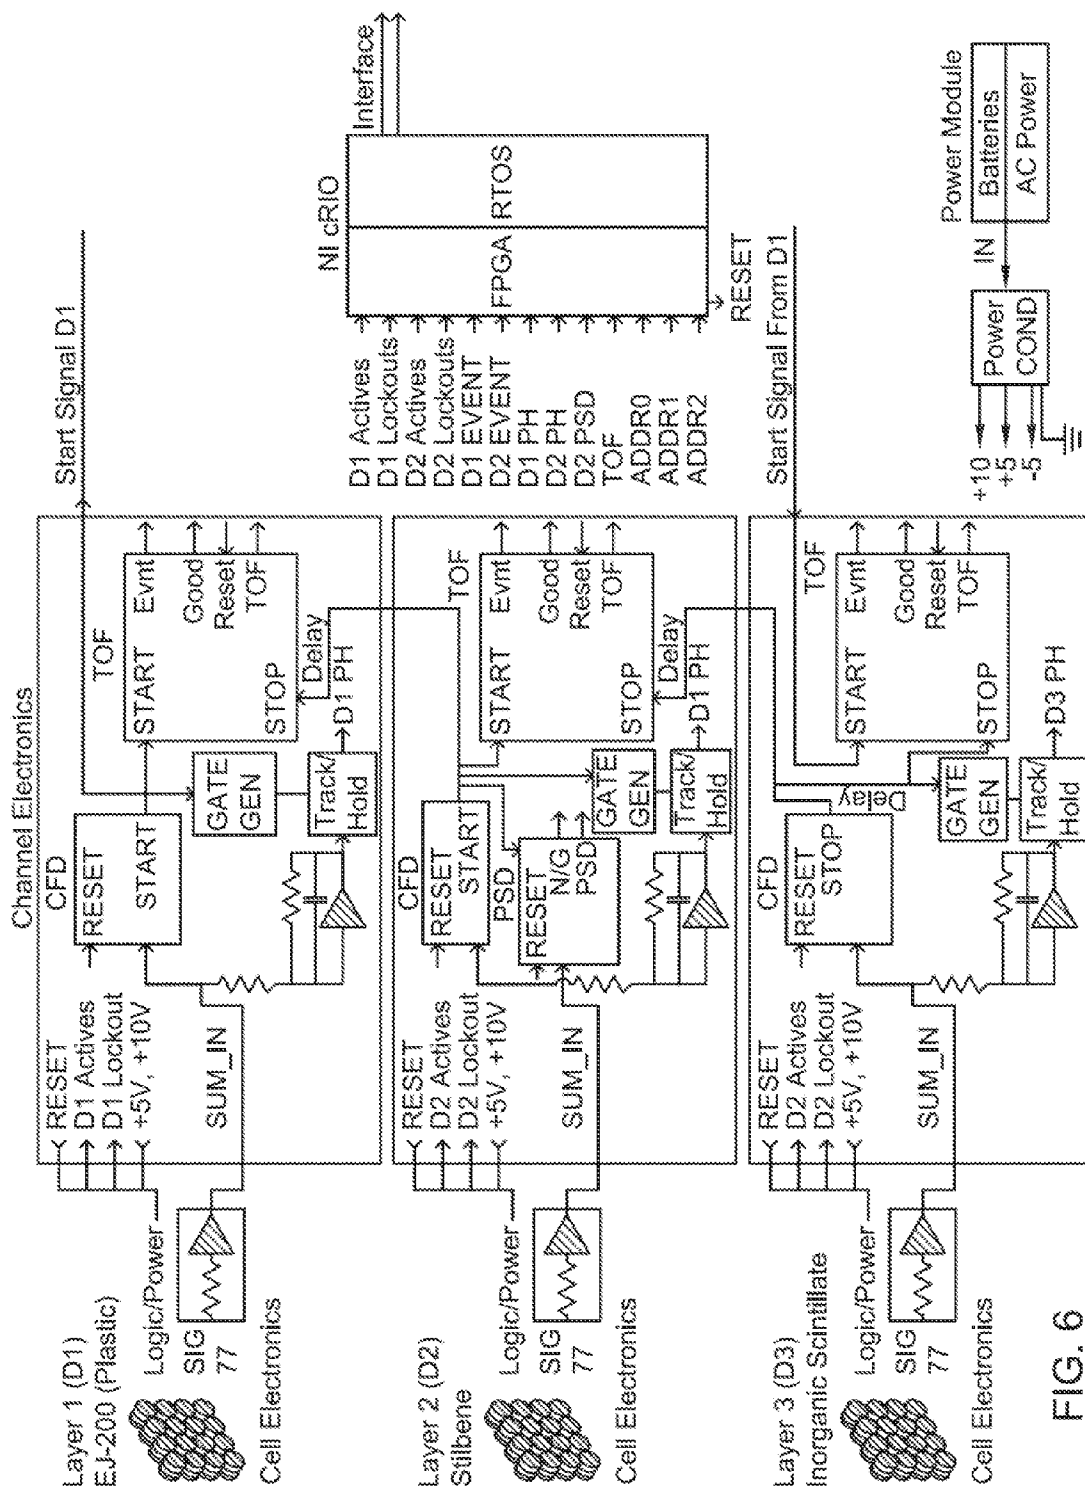 Layer 1 (D1)
EJ-200 (Plastic)
Logic/Power
SIG
77
Cell Electronics
Channel Electronics
RESET
D1 Actives
D1 Lockout
+5V, +10V
SUM_IN
CFD
RESET
START
GATE
GEN
Track/
Hold
D1 PH
TOF
START
STOP
Evnt
Good
Reset
TOF
Delay
Start Signal D1
Layer 2 (D2)
Stilbene
Logic/Power
SIG
77
Cell Electronics
RESET
D2 Actives
D2 Lockout
+5V, +10V
SUM_IN
CFD
RESET
START
PSD
RESET
N/G
PSD
GATE
GEN
Track/
Hold
D1 PH
TOF
START
STOP
Evnt
Good
Reset
TOF
Delay
Layer 3 (D3)
Inorganic Scintillate
Logic/Power
SIG
77
Cell Electronics
RESET
D2 Actives
D2 Lockout
+5V, +10V
SUM_IN
CFD
RESET
STOP
Delay
GATE
GEN
Track/
Hold
D3 PH
TOF
START
STOP
Evnt
Good
Reset
TOF
Start Signal From D1
D1 Actives
D1 Lockouts
D2 Actives
D2 Lockouts
D1 EVENT
D2 EVENT
D1 PH
D2 PH
D2 PSD
TOF
ADDR0
ADDR1
ADDR2
NI cRIO
FPGA
RTOS
Interface
RESET
Power Module
Batteries
AC Power
IN
Power
COND
+10
+5
-5
FIG. 6